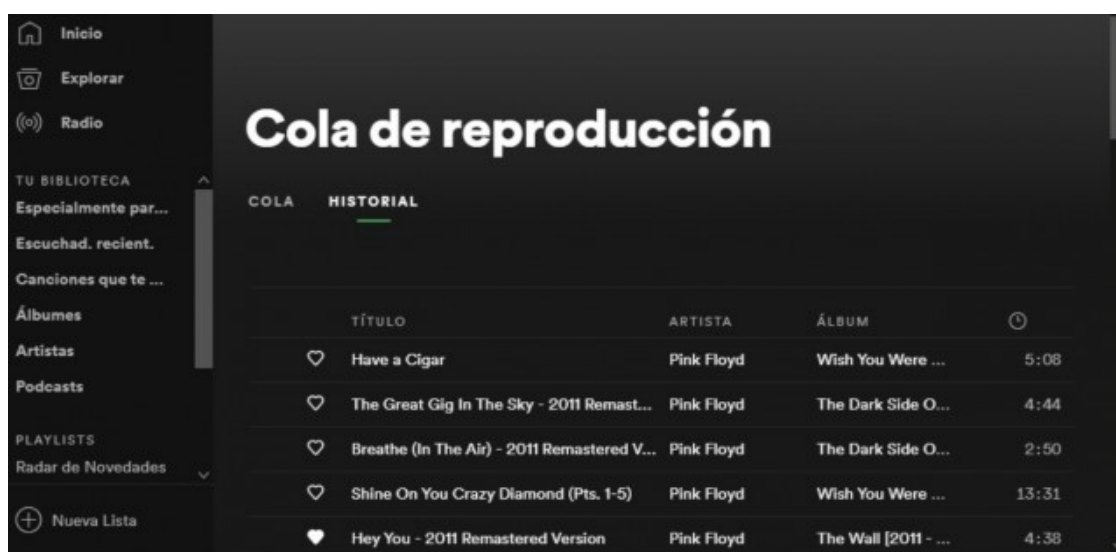 Inicio
Explorar
Radio
TU BIBLIOTECA
Especialmente par...
Escuchad. recient.
Canciones que te ...
Álbumes
Artistas
Podcasts
PLAYLISTS
Radar de Novedades
Nueva Lista
Cola de reproducción
COLA HISTORIAL
TÍTULO ARTISTA ÁLBUM
Have a Cigar Pink Floyd Wish You Were ... 5:08
The Great Gig In The Sky - 2011 Remast... Pink Floyd The Dark Side O... 4:44
Breathe (In The Air) - 2011 Remastered V... Pink Floyd The Dark Side O... 2:50
Shine On You Crazy Diamond (Pts. 1-5) Pink Floyd Wish You Were ... 13:31
Hey You - 2011 Remastered Version Pink Floyd The Wall [2011 - ... 4:38